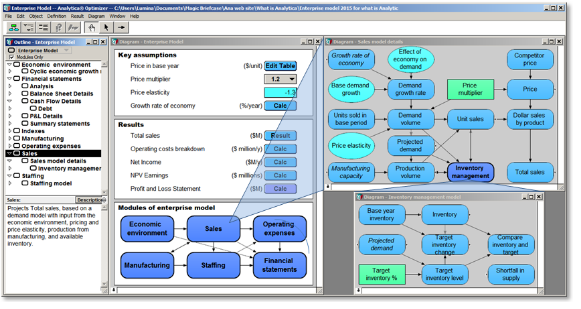 Enterprise Model -- Analytica® Optimizer -- C:\Users\Lumina\Documents\Magic Briefcase\Ana web site\What is Analytica\Enterprise model 2015 for what is Analytic
File Edit Object Definition Result Diagram Window Help
Outline - Enterprise Model
Enterprise Model
Modules Only
Economic environment
Cyclic economic growth
Financial statements
Analysis
Balance Sheet Details
Cash Flow Details
Debt
P&L Details
Summary statements
Indexes
Manufacturing
Operating expenses
Sales
Sales model details
Inventory managemen
Staffing
Staffing model
Sales: Description
Projects Total sales, based on a
demand model with input from the
economic environment, pricing and
price elasticity, production from
manufacturing, and available
inventory.
Diagram - Enterprise Model
Key assumptions
Price in base year ($/unit) Edit Table
Price multiplier 1.2
Price elasticity -1.3
Growth rate of economy (%/year) Calc
Results
Total sales ($M) Result
Operating costs breakdown ($ million/y) Calc
Net Income ($M/y) Calc
NPV Earnings ($ millions) Calc
Profit and Loss Statement ($M) Calc
Modules of enterprise model
Economic environment
Sales
Operating expenses
Manufacturing
Staffing
Financial statements
Diagram - Sales model details
Growth rate of economy
Effect of economy on demand
Competitor price
Base demand growth
Demand growth rate
Price multiplier
Price
Units sold in base period
Demand volume
Unit sales
Dollar sales by product
Price elasticity
Projected demand
Manufacturing capacity
Production volume
Inventory management
Total sales
Diagram - Inventory management model
Base year inventory
Inventory
Projected demand
Target inventory change
Compare inventory and target
Target inventory %
Target inventory level
Shortfall in supply